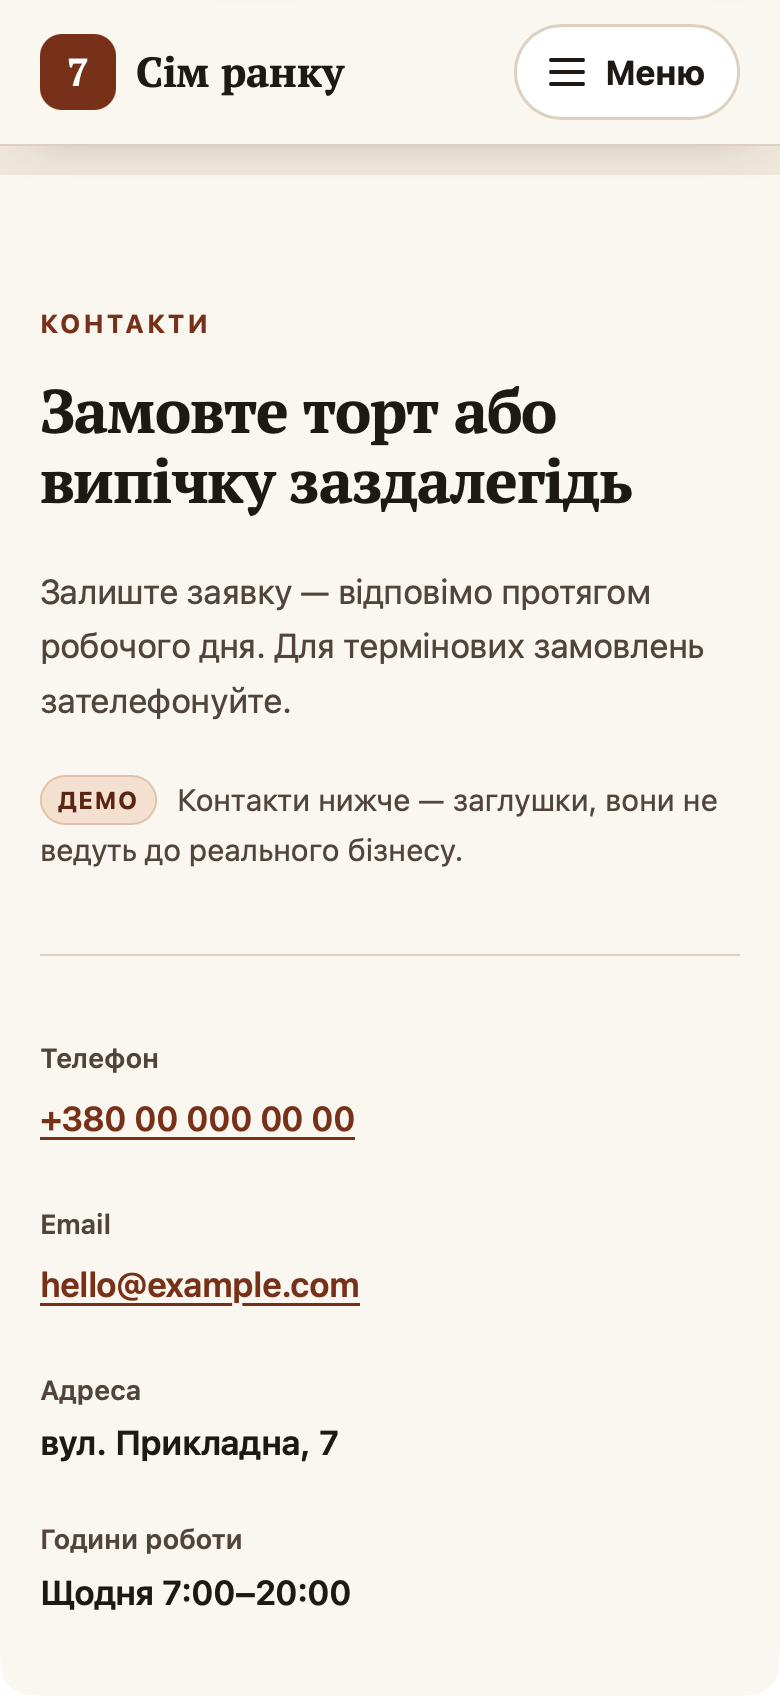 7 Сім ранку
Меню
КОНТАКТИ
Замовте торт або
випічку заздалегідь
Залиште заявку — відповімо протягом
робочого дня. Для термінових замовлень
зателефонуйте.
ДЕМО Контакти нижче — заглушки, вони не
ведуть до реального бізнесу.
Телефон
+380 00 000 00 00
Email
hello@example.com
Адреса
вул. Прикладна, 7
Години роботи
Щодня 7:00–20:00